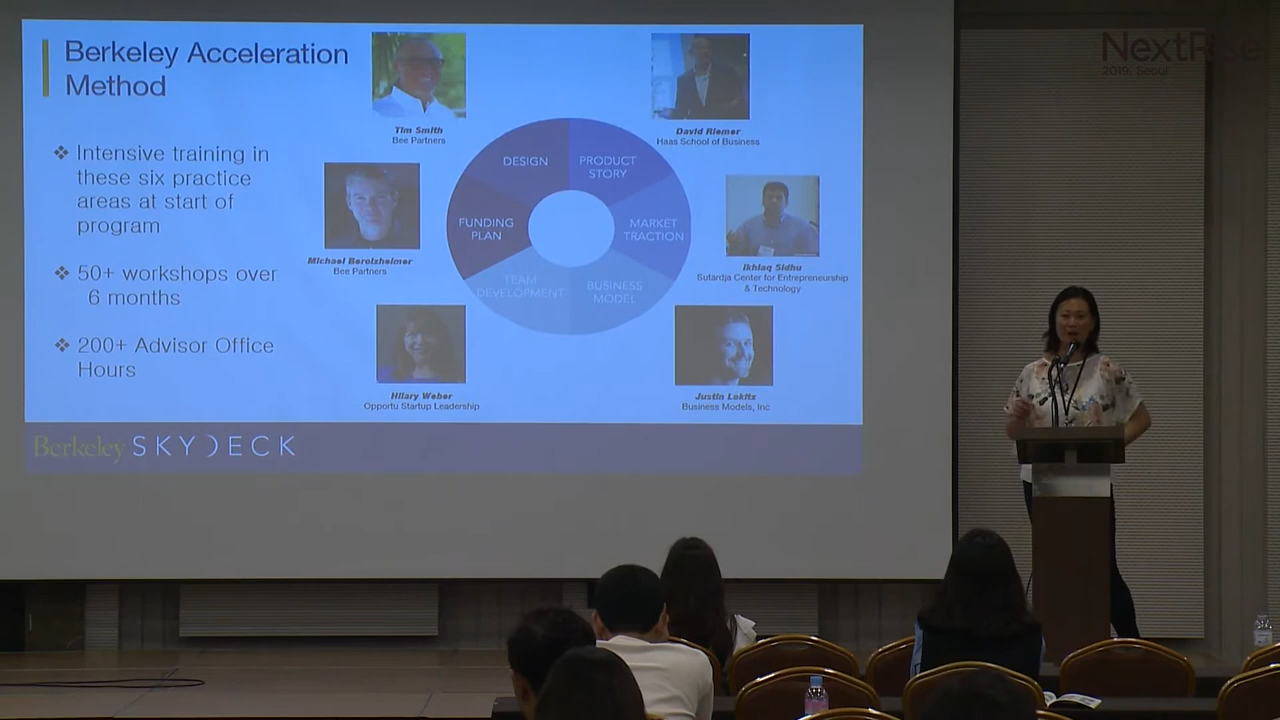 Berkeley Acceleration
Method
Intensive training in
these six practice
areas at start of
program
50+ workshops over
6 months
200+ Advisor Office
Hours
Tim Smith
Bee Partners
David Riemer
Haas School of Business
Michael Berolzheimer
Bee Partners
Ikhlaq Sidhu
Sutardja Center for Entrepreneurship
& Technology
Hilary Weber
Opportu Startup Leadership
Justin Lokitz
Business Models, Inc
DESIGN
PRODUCT
STORY
FUNDING
PLAN
MARKET
TRACTION
TEAM
DEVELOPMENT
BUSINESS
MODEL
Berkeley SKYDECK
NextRise
2019, Seoul